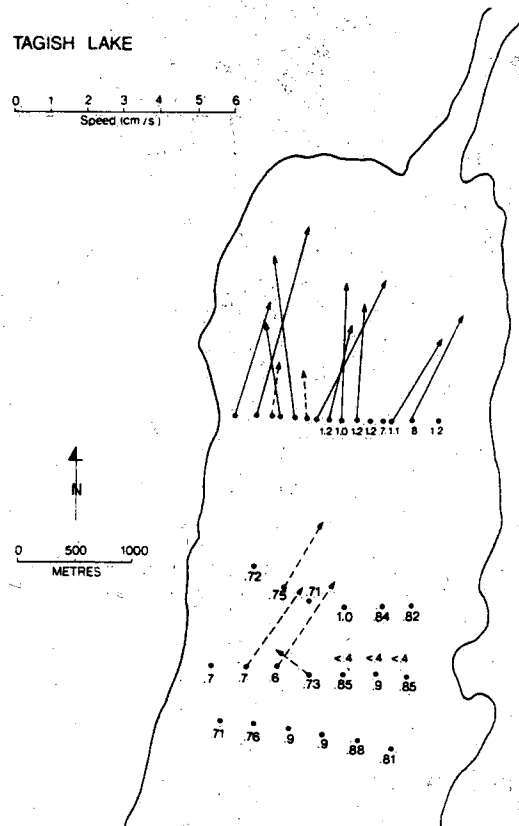 TAGISH LAKE
0 1 2 3 4 5 6
Speed (cm/s)
1.2 1.0 1.2 1.2 .7 1.1 .8 1.2
N
0 500 1000
METRES
.72
.75 .71
1.0 .84 .82
<.4 <.4 <.4
.7 .7 .6 .73 .85 .9 .85
.71 .76 .9 .9 .88 .81